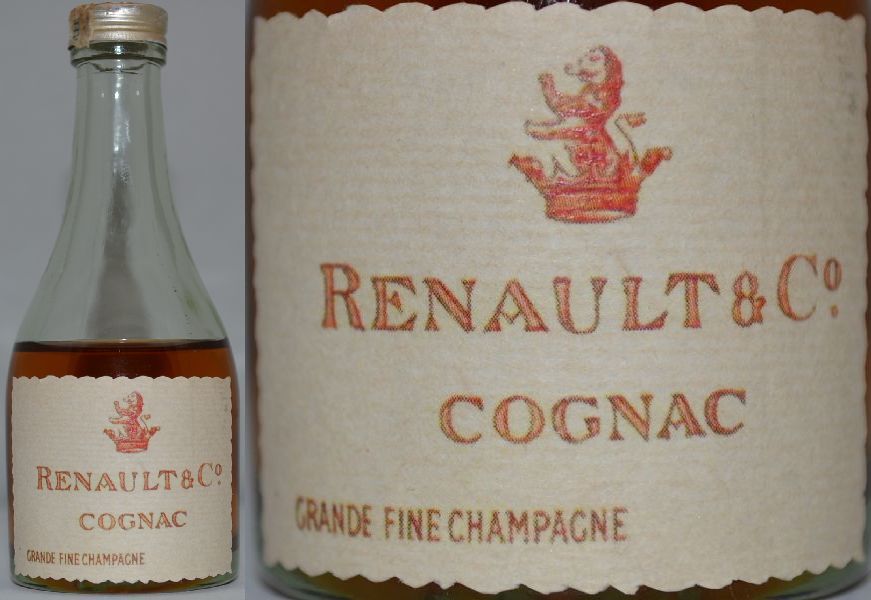 RENAULT & Cº
COGNAC
GRANDE FINE CHAMPAGNE
RENAULT & Cº.
COGNAC
GRANDE FINE CHAMPAGNE